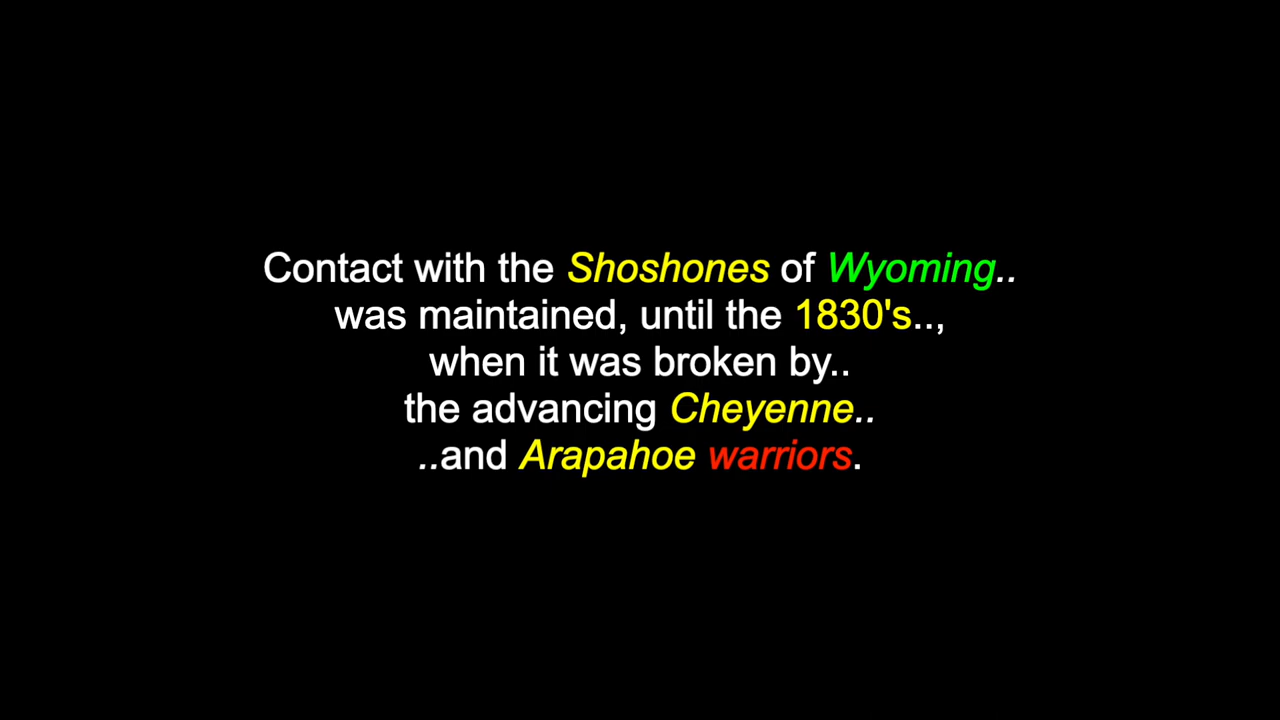 Contact with the Shoshones of Wyoming..
was maintained, until the 1830's..,
when it was broken by..
the advancing Cheyenne..
..and Arapahoe warriors.